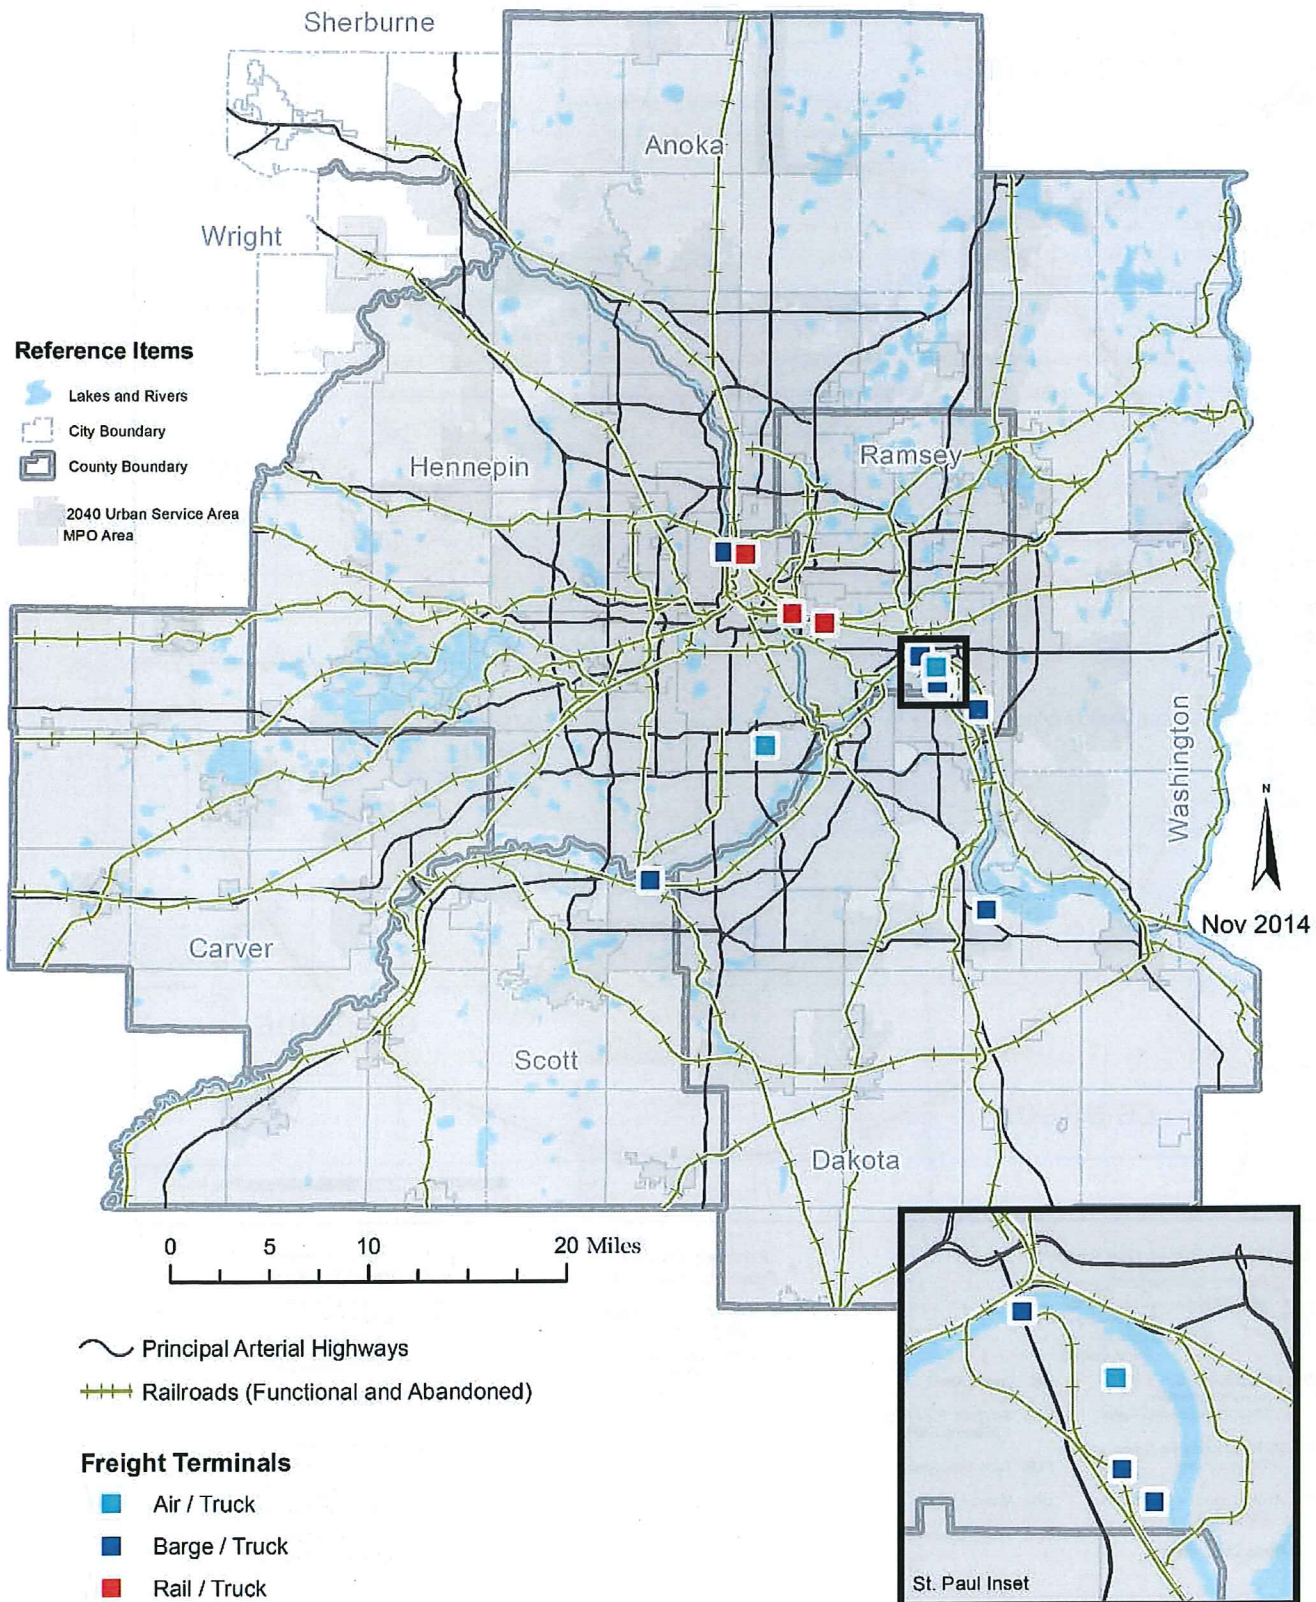 Sherburne
Anoka
Wright
Reference Items
Lakes and Rivers
City Boundary
County Boundary
2040 Urban Service Area
MPO Area
Hennepin
Ramsey
Washington
N
Nov 2014
Carver
Scott
Dakota
0 5 10 20 Miles
Principal Arterial Highways
Railroads (Functional and Abandoned)
Freight Terminals
Air / Truck
Barge / Truck
Rail / Truck
St. Paul Inset